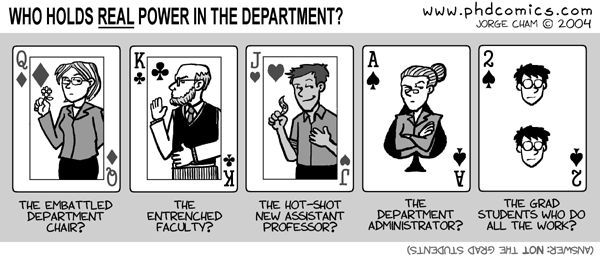 WHO HOLDS REAL POWER IN THE DEPARTMENT?
www.phdcomics.com
JORGE CHAM © 2004
Q
Q
K
K
J
J
A
A
2
2
THE EMBATTLED
DEPARTMENT
CHAIR?
THE
ENTRENCHED
FACULTY?
THE HOT-SHOT
NEW ASSISTANT
PROFESSOR?
THE
DEPARTMENT
ADMINISTRATOR?
THE GRAD
STUDENTS WHO DO
ALL THE WORK?
(ANSWER: NOT THE GRAD STUDENTS)